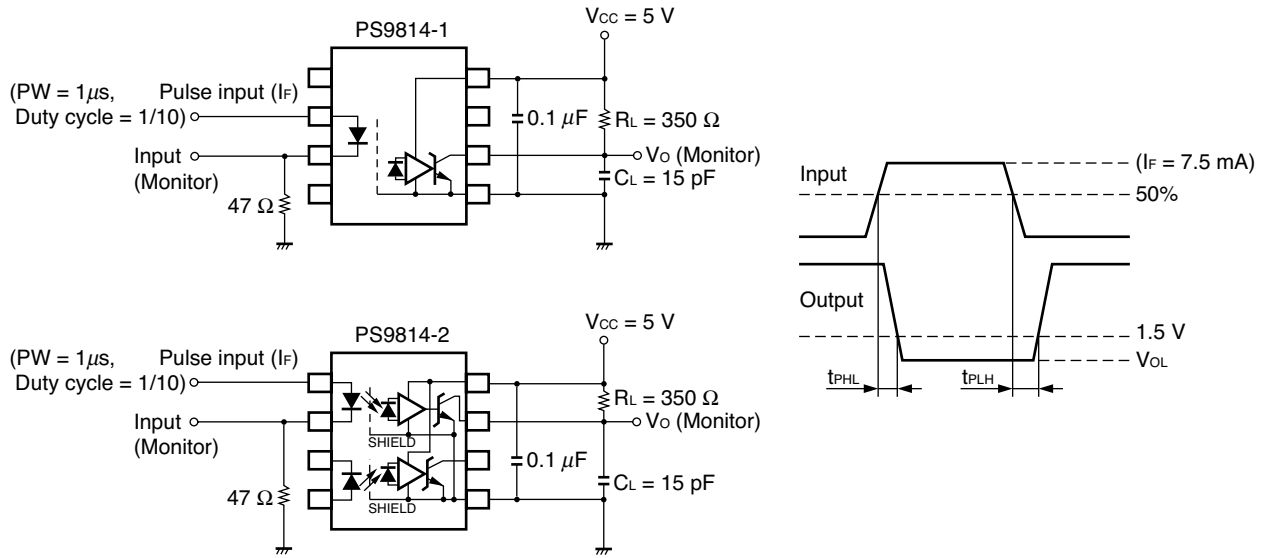 PS9814-1
VCC = 5 V
(PW = 1μs,
Duty cycle = 1/10)
Pulse input (IF)
Input
(Monitor)
47 Ω
0.1 μF
RL = 350 Ω
VO (Monitor)
CL = 15 pF
PS9814-2
VCC = 5 V
(PW = 1μs,
Duty cycle = 1/10)
Pulse input (IF)
Input
(Monitor)
47 Ω
SHIELD
SHIELD
0.1 μF
RL = 350 Ω
VO (Monitor)
CL = 15 pF
Input
(IF = 7.5 mA)
50%
Output
1.5 V
VOL
tPHL
tPLH